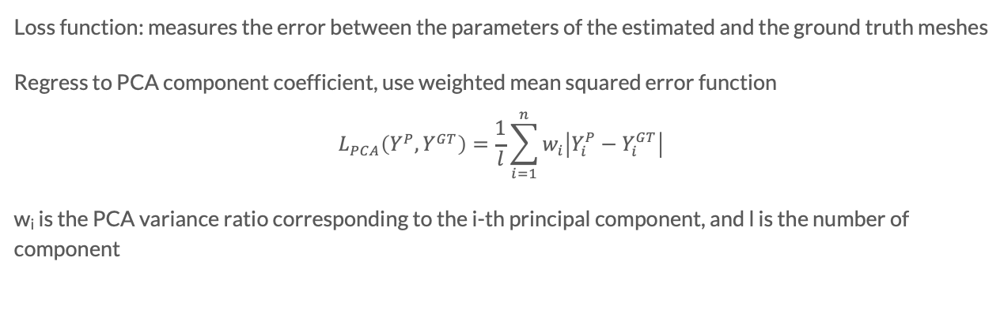 Loss function: measures the error between the parameters of the estimated and the ground truth meshes
Regress to PCA component coefficient, use weighted mean squared error function
L_{PCA}(Y^P, Y^{GT}) = \frac{1}{l} \sum_{i=1}^{n} w_i |Y_i^P - Y_i^{GT}|
w_i is the PCA variance ratio corresponding to the i-th principal component, and l is the number of
component